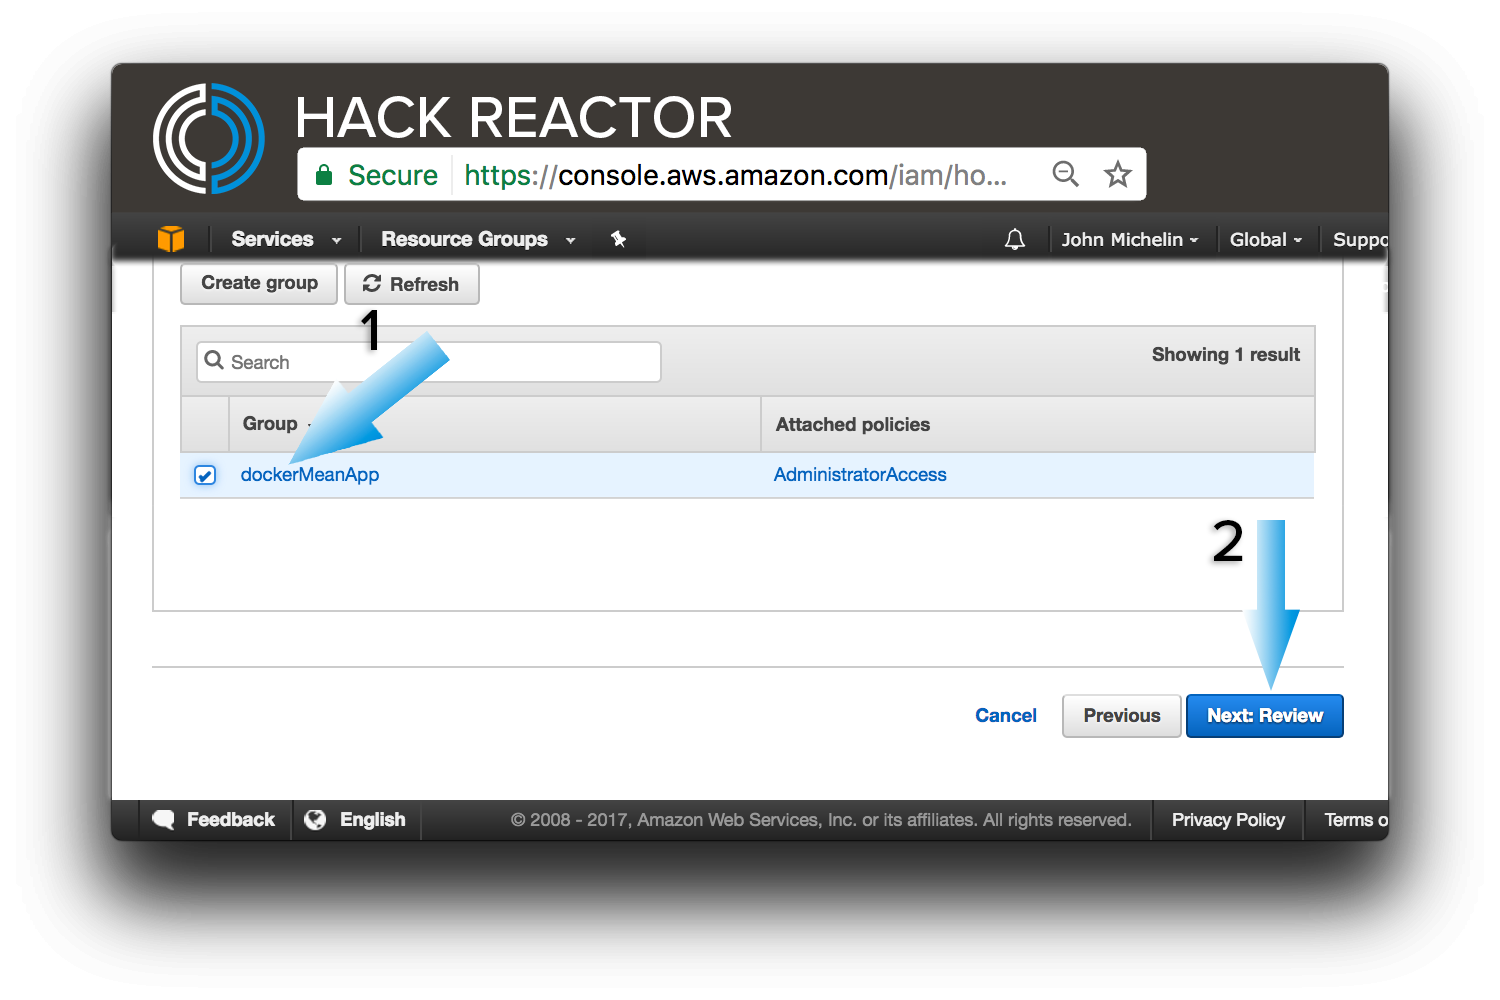 HACK REACTOR
Secure https://console.aws.amazon.com/iam/ho...
Services Resource Groups John Michelin Global Suppo
Create group Refresh
1
Search Showing 1 result
Group Attached policies
dockerMeanApp AdministratorAccess
2
Cancel Previous Next: Review
Feedback English © 2008 - 2017, Amazon Web Services, Inc. or its affiliates. All rights reserved. Privacy Policy Terms o